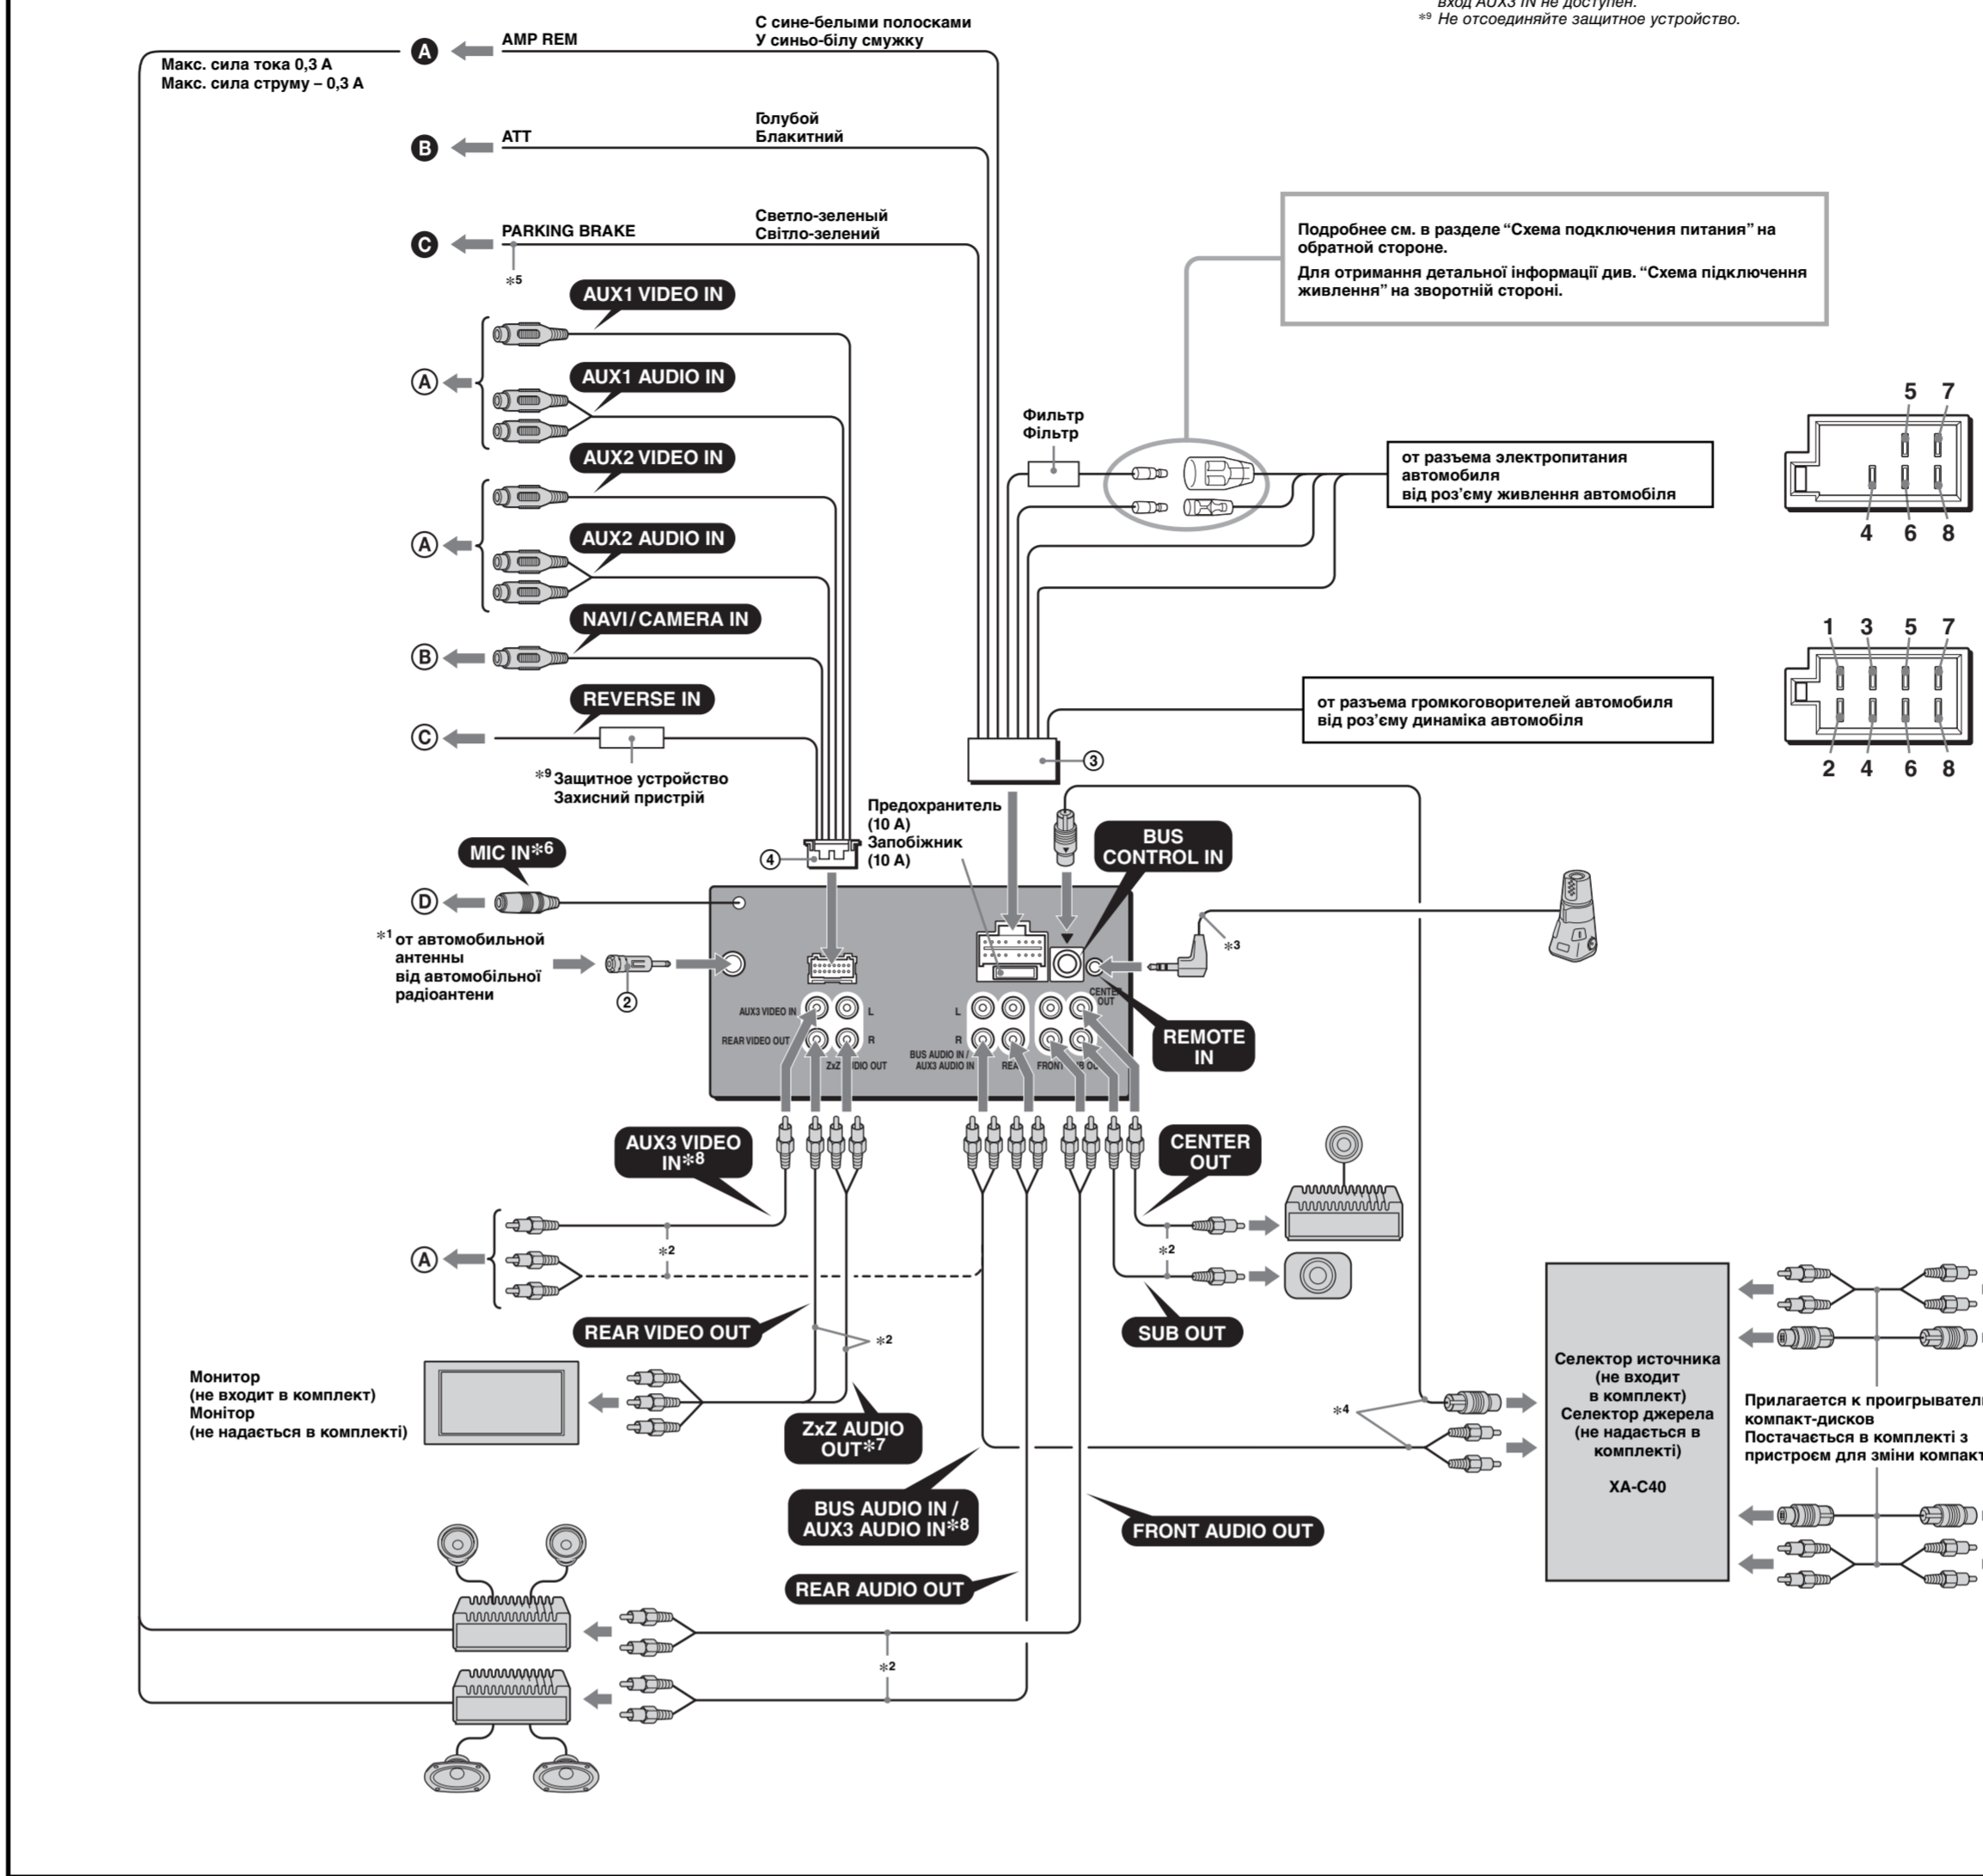 вход AUX3 IN не доступен.
*9 Не отсоединяйте защитное устройство.
С сине-белыми полосками
У синьо-білу смужку
A
AMP REM
Макс. сила тока 0,3 А
Макс. сила струму – 0,3 А
Голубой
Блакитний
B
ATT
Светло-зеленый
Світло-зелений
C
PARKING BRAKE
*5
Подробнее см. в разделе “Схема подключения питания” на
обратной стороне.
Для отримання детальної інформації див. “Схема підключення
живлення” на зворотній стороні.
AUX1 VIDEO IN
A
AUX1 AUDIO IN
5 7
Фильтр
Фільтр
AUX2 VIDEO IN
от разъема электропитания
автомобиля
від роз’єму живлення автомобіля
4 6 8
A
AUX2 AUDIO IN
NAVI/CAMERA IN
B
1 3 5 7
REVERSE IN
C
от разъема громкоговорителей автомобиля
від роз’єму динаміка автомобіля
3
2 4 6 8
*9 Защитное устройство
Захисний пристрій
Предохранитель
(10 A)
Запобіжник
(10 A)
BUS
CONTROL IN
MIC IN*6
4
D
*1 от автомобильной
антенны
від автомобільної
радіоантени
2
*3
CENTER
OUT
AUX3 VIDEO IN
L
L
REAR VIDEO OUT
R
R
REMOTE
IN
BUS AUDIO IN /
AUX3 AUDIO IN
AUX3 VIDEO
IN*8
CENTER
OUT
A
*2
*2
REAR VIDEO OUT
*2
SUB OUT
Монитор
(не входит в комплект)
Монітор
(не надається в комплекті)
ZxZ AUDIO
OUT*7
*4
Селектор источника
(не входит
в комплект)
Селектор джерела
(не надається в
комплекті)
XA-C40
Прилагается к
компакт-дисков
Постачається в комплекті з
пристроєм для зміни
BUS AUDIO IN /
AUX3 AUDIO IN*8
FRONT AUDIO OUT
REAR AUDIO OUT
*2